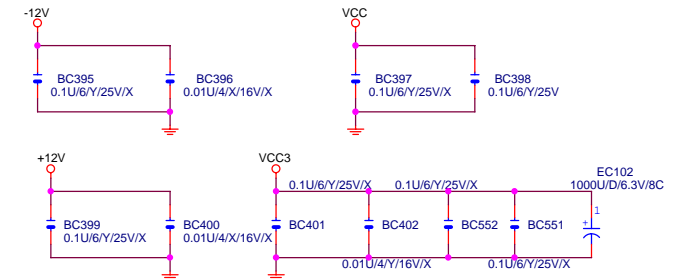 -12V
VCC
BC395
0.1U/6/Y/25V/X
BC396
0.01U/4/X/16V/X
BC397
0.1U/6/Y/25V/X
BC398
0.1U/6/Y/25V
+12V
VCC3
EC102
1000U/D/6.3V/8C
0.1U/6/Y/25V/X
0.1U/6/Y/25V/X
1
+
BC399
0.1U/6/Y/25V/X
BC400
0.01U/4/X/16V/X
BC401
BC402
BC552
BC551
0.01U/4/Y/16V/X
0.1U/6/Y/25V/X